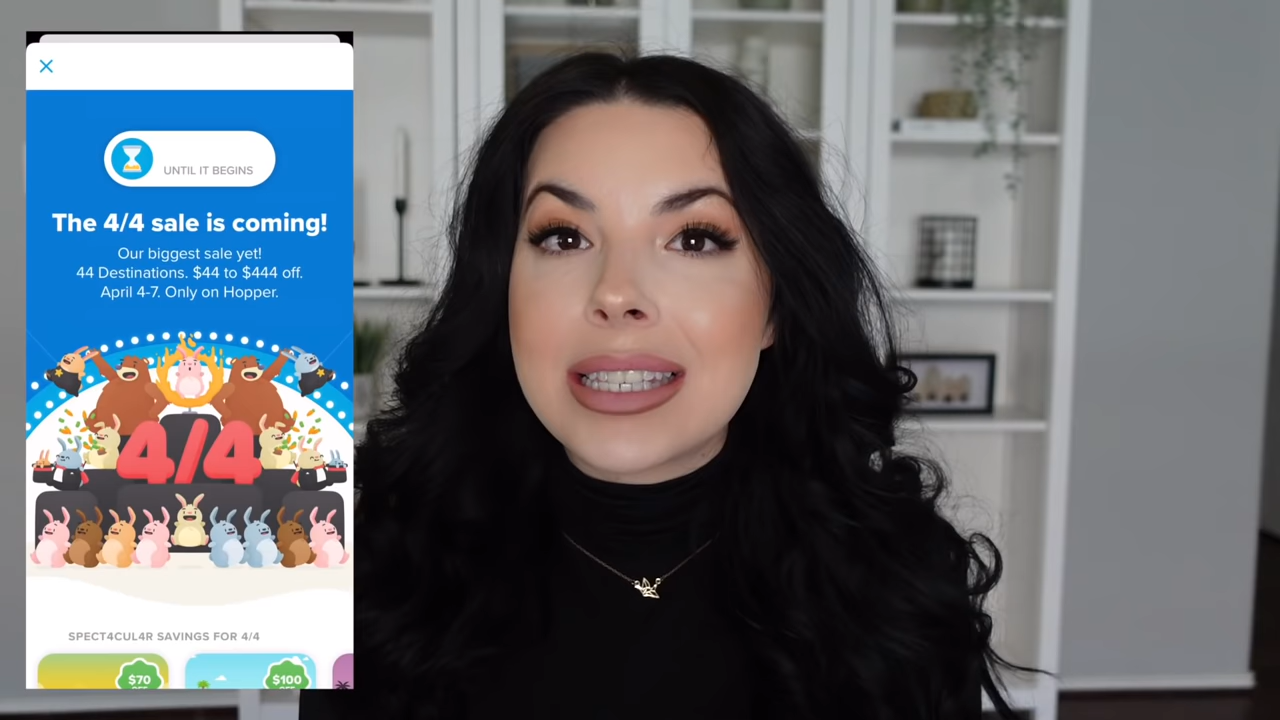 UNTIL IT BEGINS
The 4/4 sale is coming!
Our biggest sale yet!
44 Destinations. $44 to $444 off.
April 4-7. Only on Hopper.
4/4
SPECT4CUL4R SAVINGS FOR 4/4
$70
$100